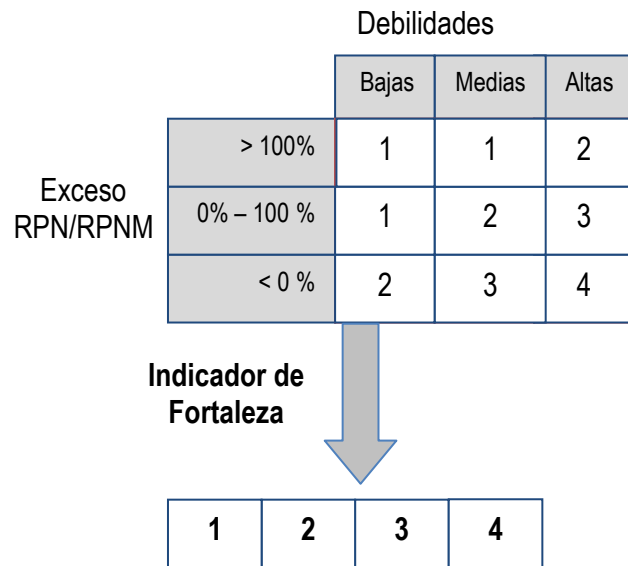 Debilidades
Bajas Medias Altas
> 100% 1 1 2
Exceso
RPN/RPNM
0% – 100 % 1 2 3
< 0 % 2 3 4
Indicador de
Fortaleza
1 2 3 4